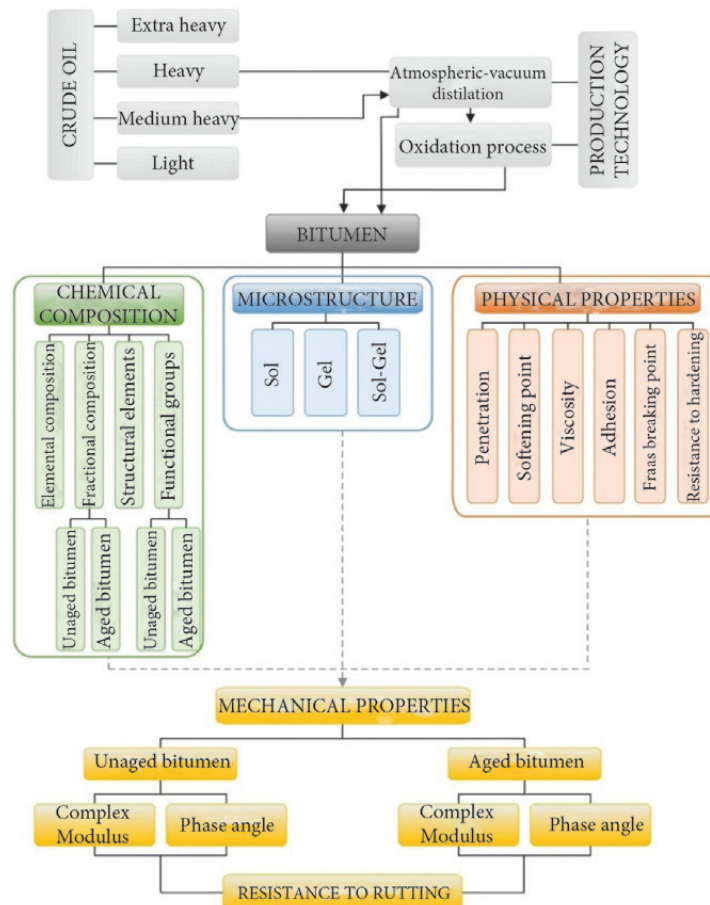 CRUDE OIL
Extra heavy
Heavy
Medium heavy
Light
Atmospheric-vacuum
distilation
Oxidation process
PRODUCTION
TECHNOLOGY
BITUMEN
CHEMICAL
COMPOSITION
Elemental composition
Fractional composition
Structural elements
Functional groups
Unaged bitumen
Aged bitumen
Unaged bitumen
Aged bitumen
MICROSTRUCTURE
Sol
Gel
Sol-Gel
PHYSICAL PROPERTIES
Penetration
Softening point
Viscosity
Adhesion
Fraas breaking point
Resistance to hardening
MECHANICAL PROPERTIES
Unaged bitumen
Complex
Modulus
Phase angle
Aged bitumen
Complex
Modulus
Phase angle
RESISTANCE TO RUTTING